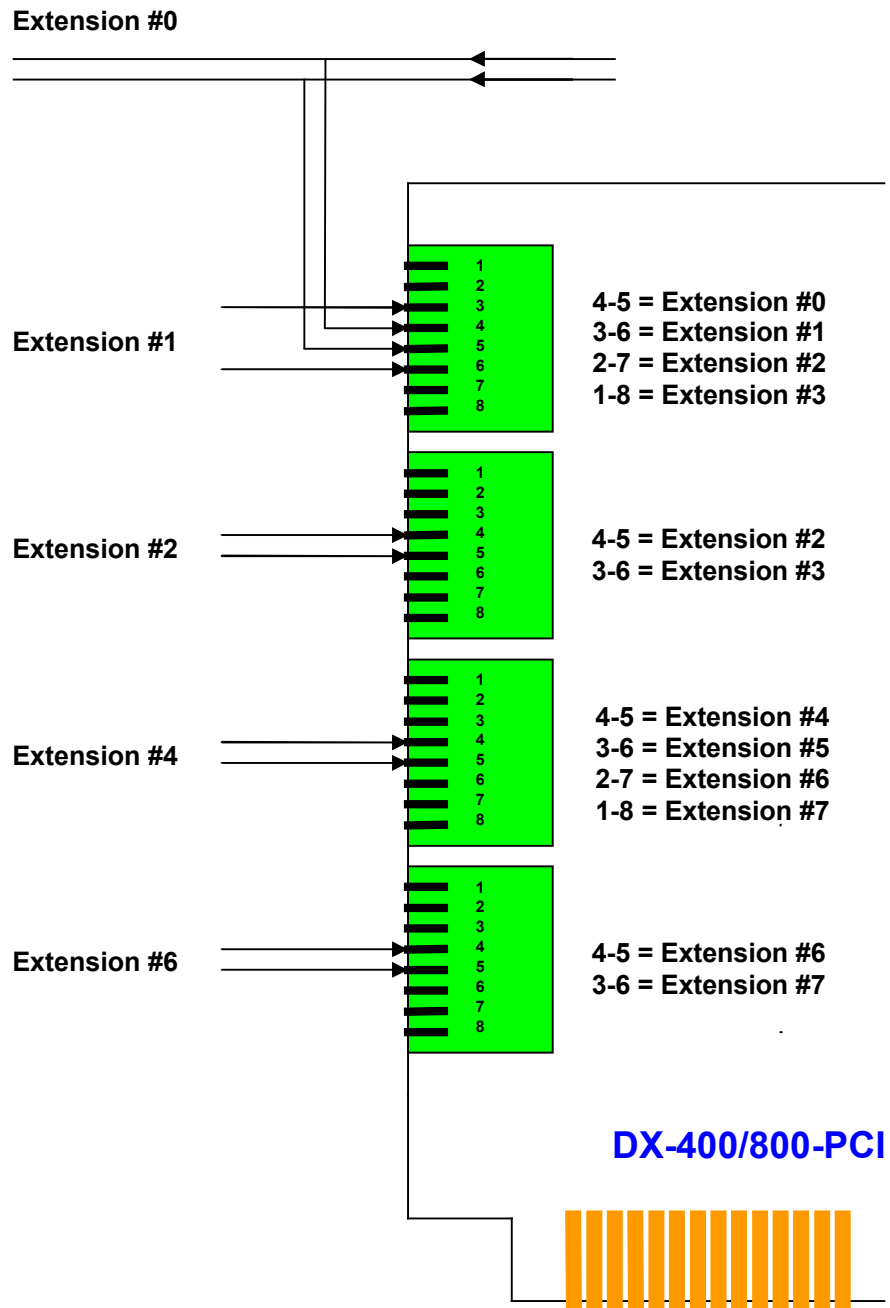 Extension #0
1
2
3
4
5
6
7
8
Extension #1
4-5 = Extension #0
3-6 = Extension #1
2-7 = Extension #2
1-8 = Extension #3
1
2
3
4
5
6
7
8
Extension #2
4-5 = Extension #2
3-6 = Extension #3
1
2
3
4
5
6
7
8
Extension #4
4-5 = Extension #4
3-6 = Extension #5
2-7 = Extension #6
1-8 = Extension #7
1
2
3
4
5
6
7
8
Extension #6
4-5 = Extension #6
3-6 = Extension #7
DX-400/800-PCI